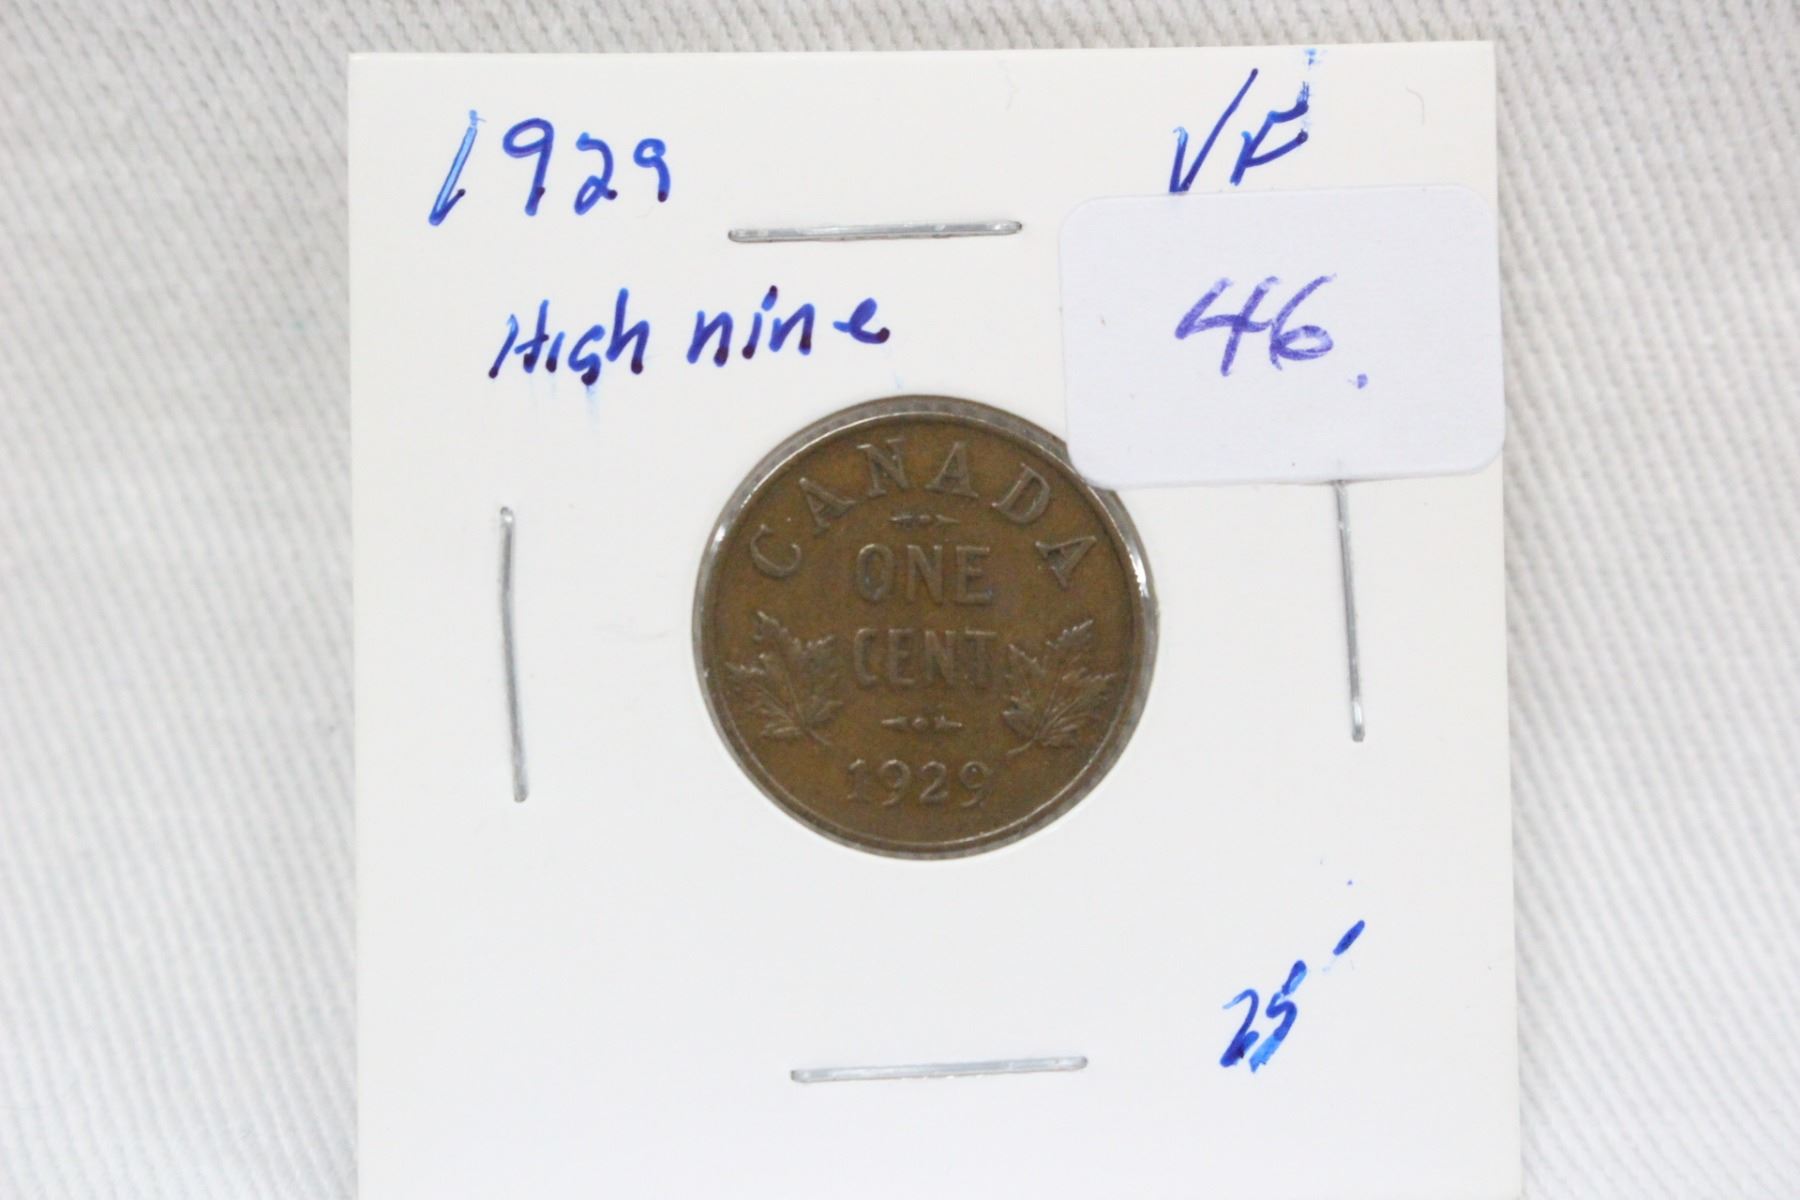 1929
VF
High nine
46.
CANADA
ONE
CENT
1929
25